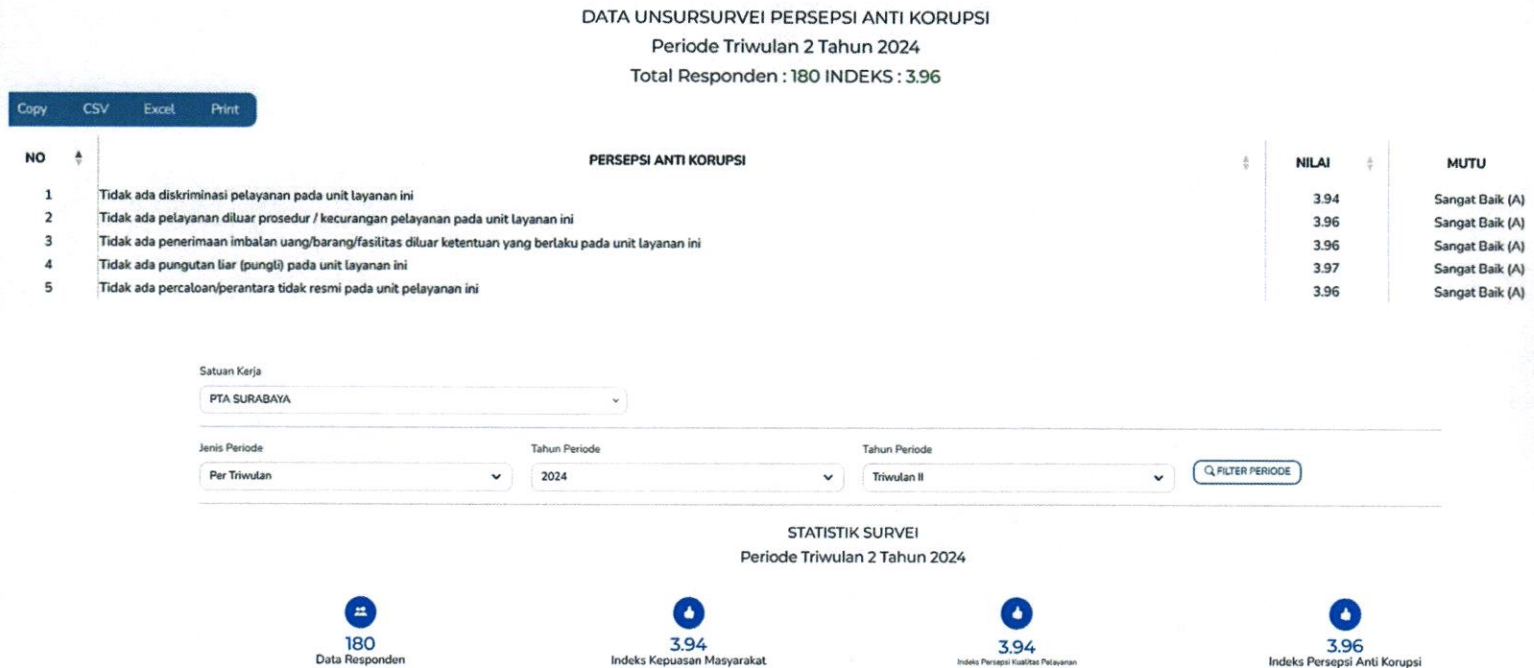 DATA UNSURSURVEI PERSEPSI ANTI KORUPSI
Periode Triwulan 2 Tahun 2024
Total Responden : 180 INDEKS : 3.96
Copy CSV Excel Print
NO PERSEPSI ANTI KORUPSI NILAI MUTU
1 Tidak ada diskriminasi pelayanan pada unit layanan ini 3.94 Sangat Baik (A)
2 Tidak ada pelayanan diluar prosedur / kecurangan pelayanan pada unit layanan ini 3.96 Sangat Baik (A)
3 Tidak ada penerimaan imbalan uang/barang/fasilitas diluar ketentuan yang berlaku pada unit layanan ini 3.96 Sangat Baik (A)
4 Tidak ada pungutan liar (pungli) pada unit layanan ini 3.97 Sangat Baik (A)
5 Tidak ada percaloan/perantara tidak resmi pada unit pelayanan ini 3.96 Sangat Baik (A)
Satuan Kerja
PTA SURABAYA
Jenis Periode Tahun Periode Tahun Periode
Per Triwulan 2024 Triwulan II FILTER PERIODE
STATISTIK SURVEI
Periode Triwulan 2 Tahun 2024
180 3.94 3.94 3.96
Data Responden Indeks Kepuasan Masyarakat Indeks Persepsi Kualitas Pelayanan Indeks Persepsi Anti Korupsi